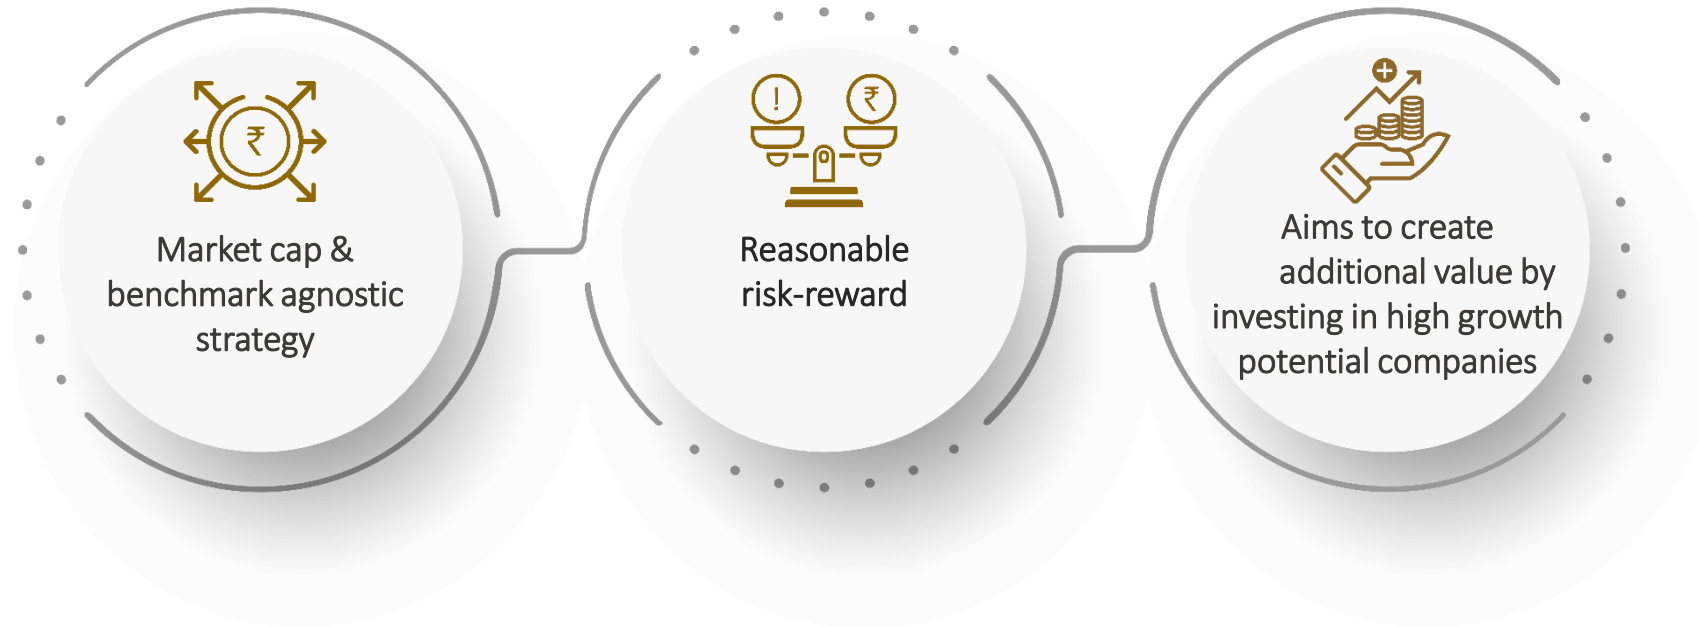 ₹
Market cap &
benchmark agnostic
strategy
! ₹
Reasonable
risk-reward
Aims to create
additional value by
investing in high growth
potential companies